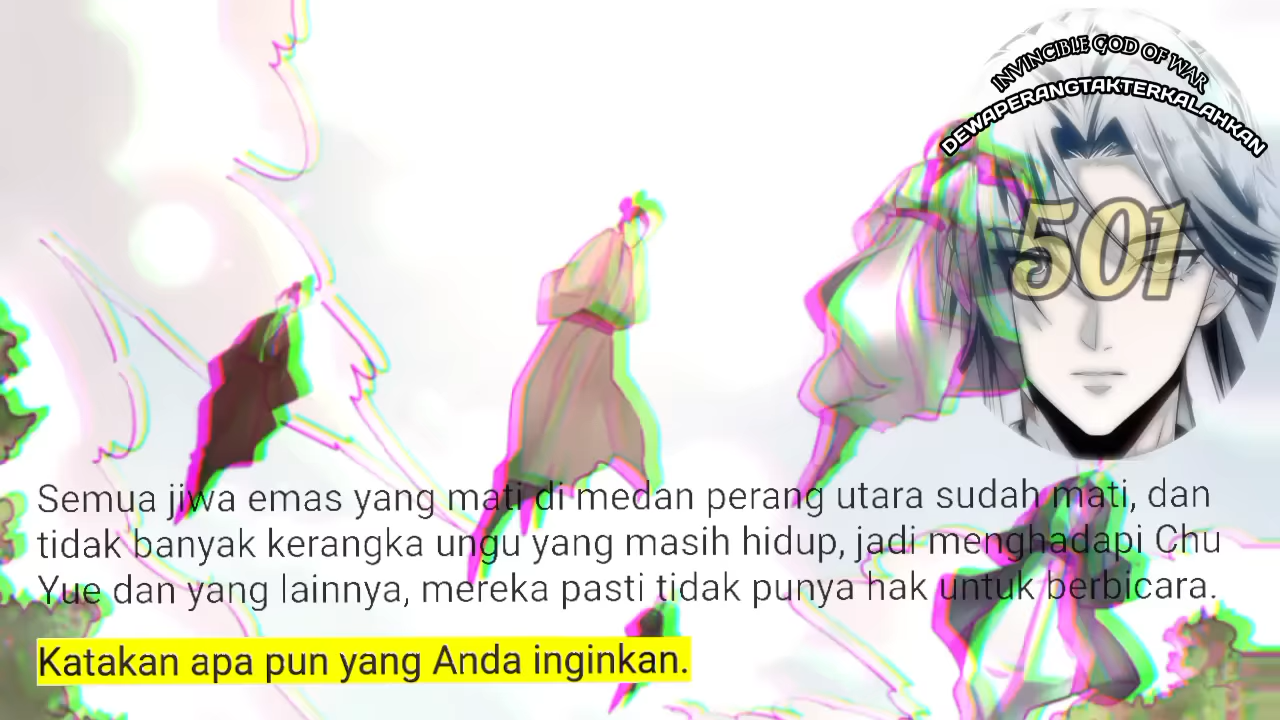 INVINCIBLE GOD OF WAR
DEWAPERANGTAKTERKALAHKAN
501
Semua jiwa emas yang mati di medan perang utara sudah mati, dan
tidak banyak kerangka ungu yang masih hidup, jadi menghadapi Chu
Yue dan yang lainnya, mereka pasti tidak punya hak untuk berbicara.
Katakan apa pun yang Anda inginkan.